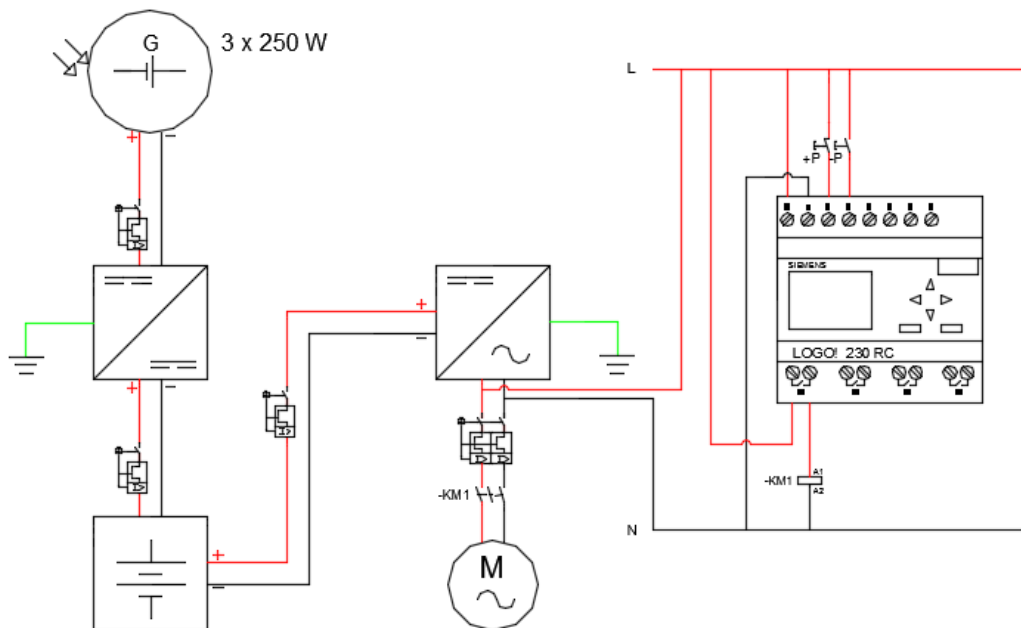 G
3 x 250 W
+
−
L
+P
-P
SIEMENS
LOGO! 230 RC
+
−
+
−
+
−
-KM1
-KM1
A1
A2
N
M